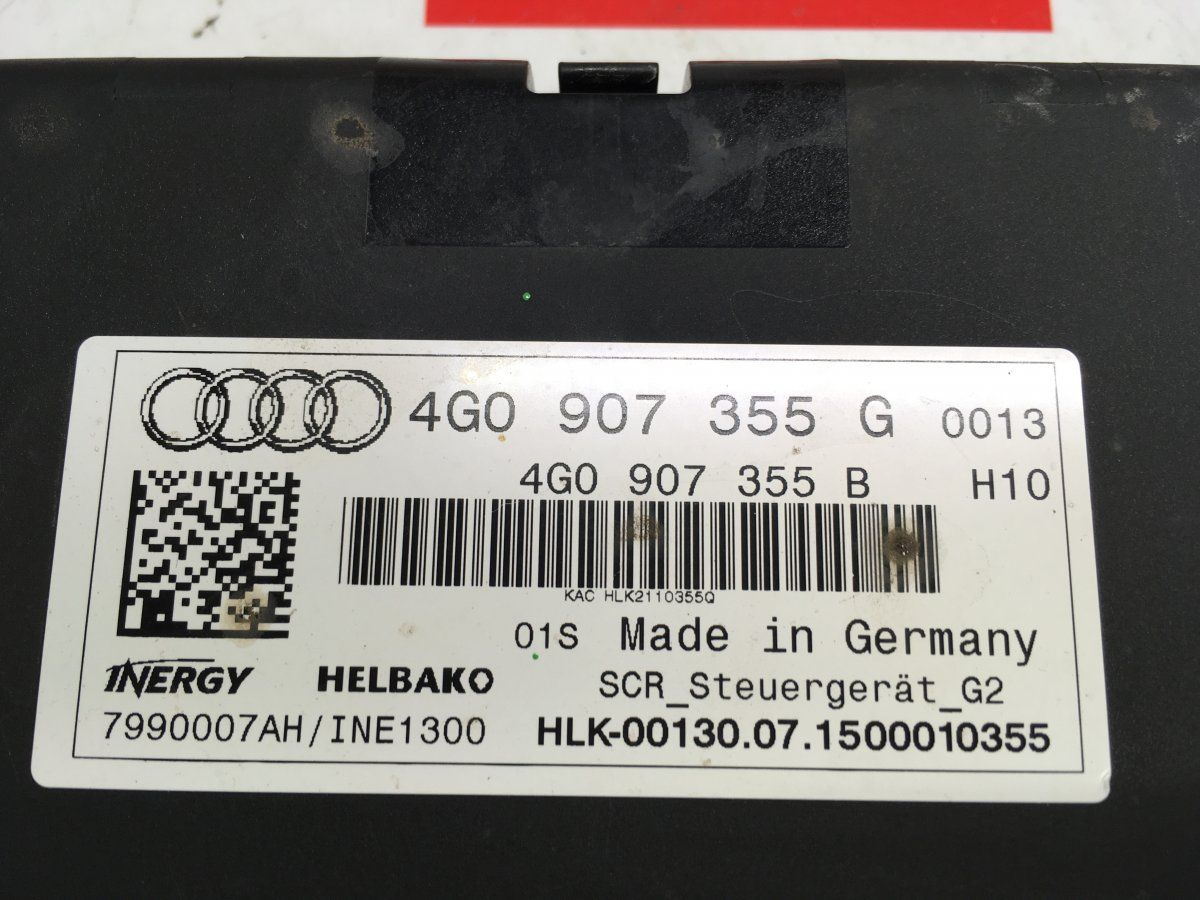 4G0 907 355 G 0013
4G0 907 355 B H10
KAC HLK2110355Q
01S Made in Germany
INERGY HELBAKO SCR_Steuergerät_G2
7990007AH/INE1300 HLK-00130.07.1500010355